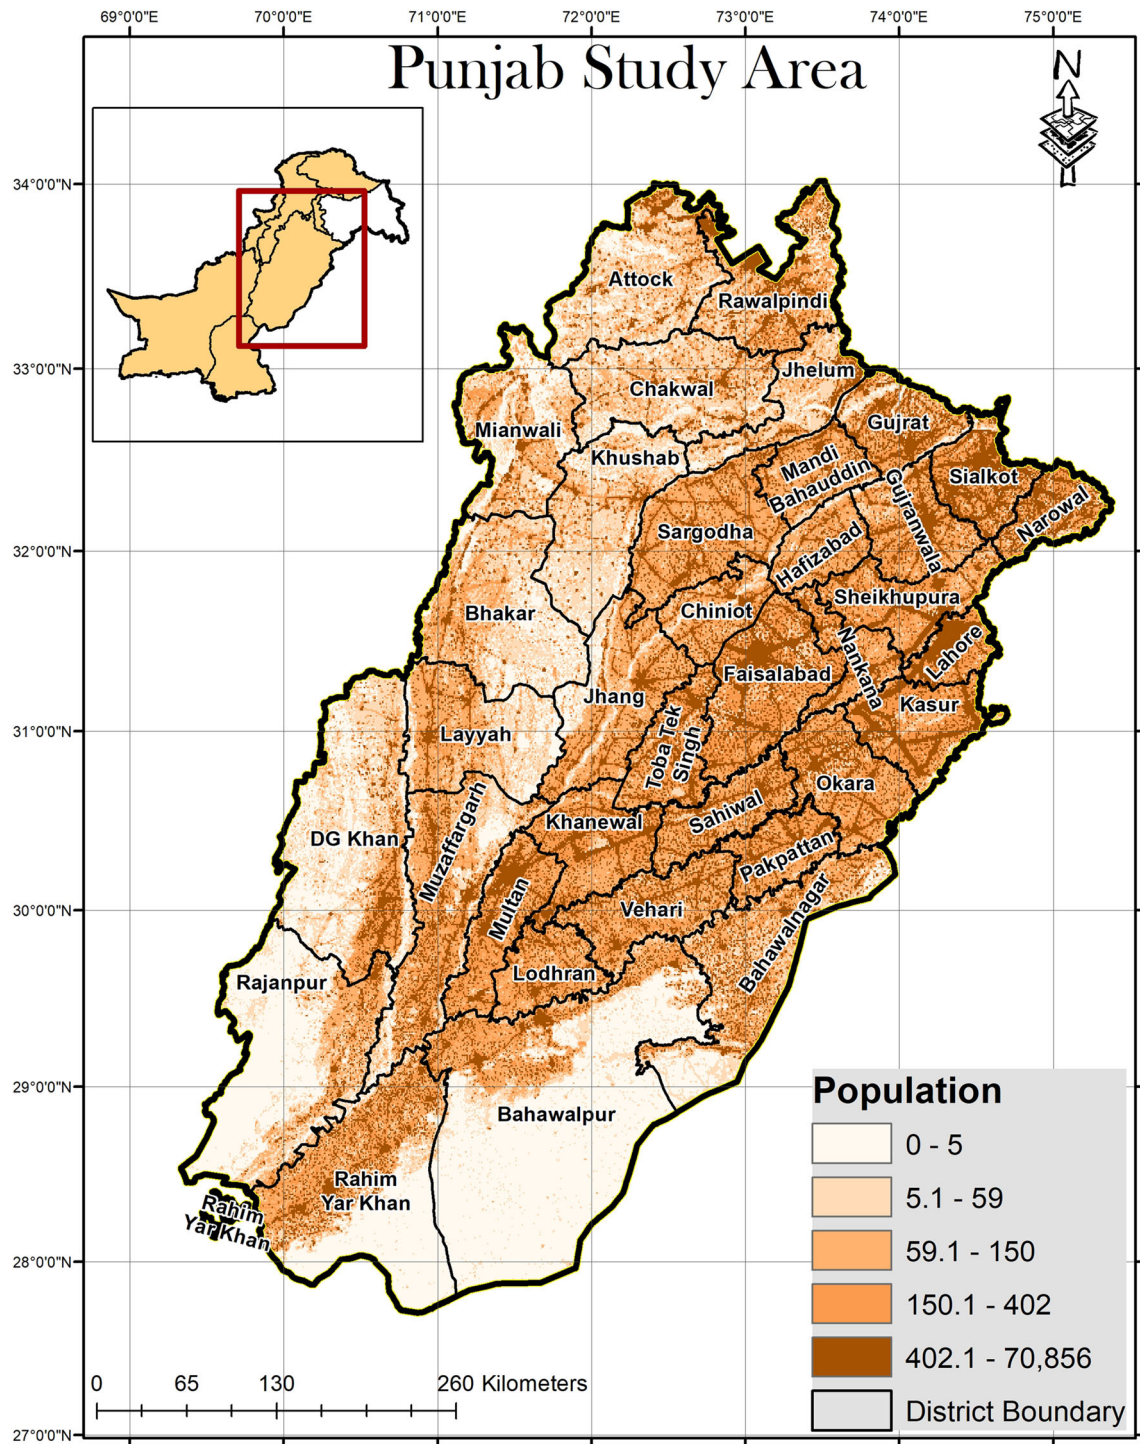 69°0'0"E 70°0'0"E 71°0'0"E 72°0'0"E 73°0'0"E 74°0'0"E 75°0'0"E
Punjab Study Area
N
34°0'0"N
33°0'0"N
32°0'0"N
31°0'0"N
30°0'0"N
29°0'0"N
28°0'0"N
27°0'0"N
Attock
Rawalpindi
Chakwal
Jhelum
Mianwali
Khushab
Gujrat
Mandi
Bahauddin
Sialkot
Gujranwala
Narowal
Sargodha
Hafizabad
Bhakar
Chiniot
Sheikhupura
Faisalabad
Nankana
Lahore
Jhang
Kasur
Layyah
Toba Tek
Singh
Okara
DG Khan
Muzaffargarh
Khanewal
Sahiwal
Pakpattan
Multan
Vehari
Bahawalnagar
Rajanpur
Lodhran
Bahawalpur
Rahim
Yar Khan
Rahim
Yar Khan
Population
0 - 5
5.1 - 59
59.1 - 150
150.1 - 402
402.1 - 70,856
District Boundary
0 65 130 260 Kilometers